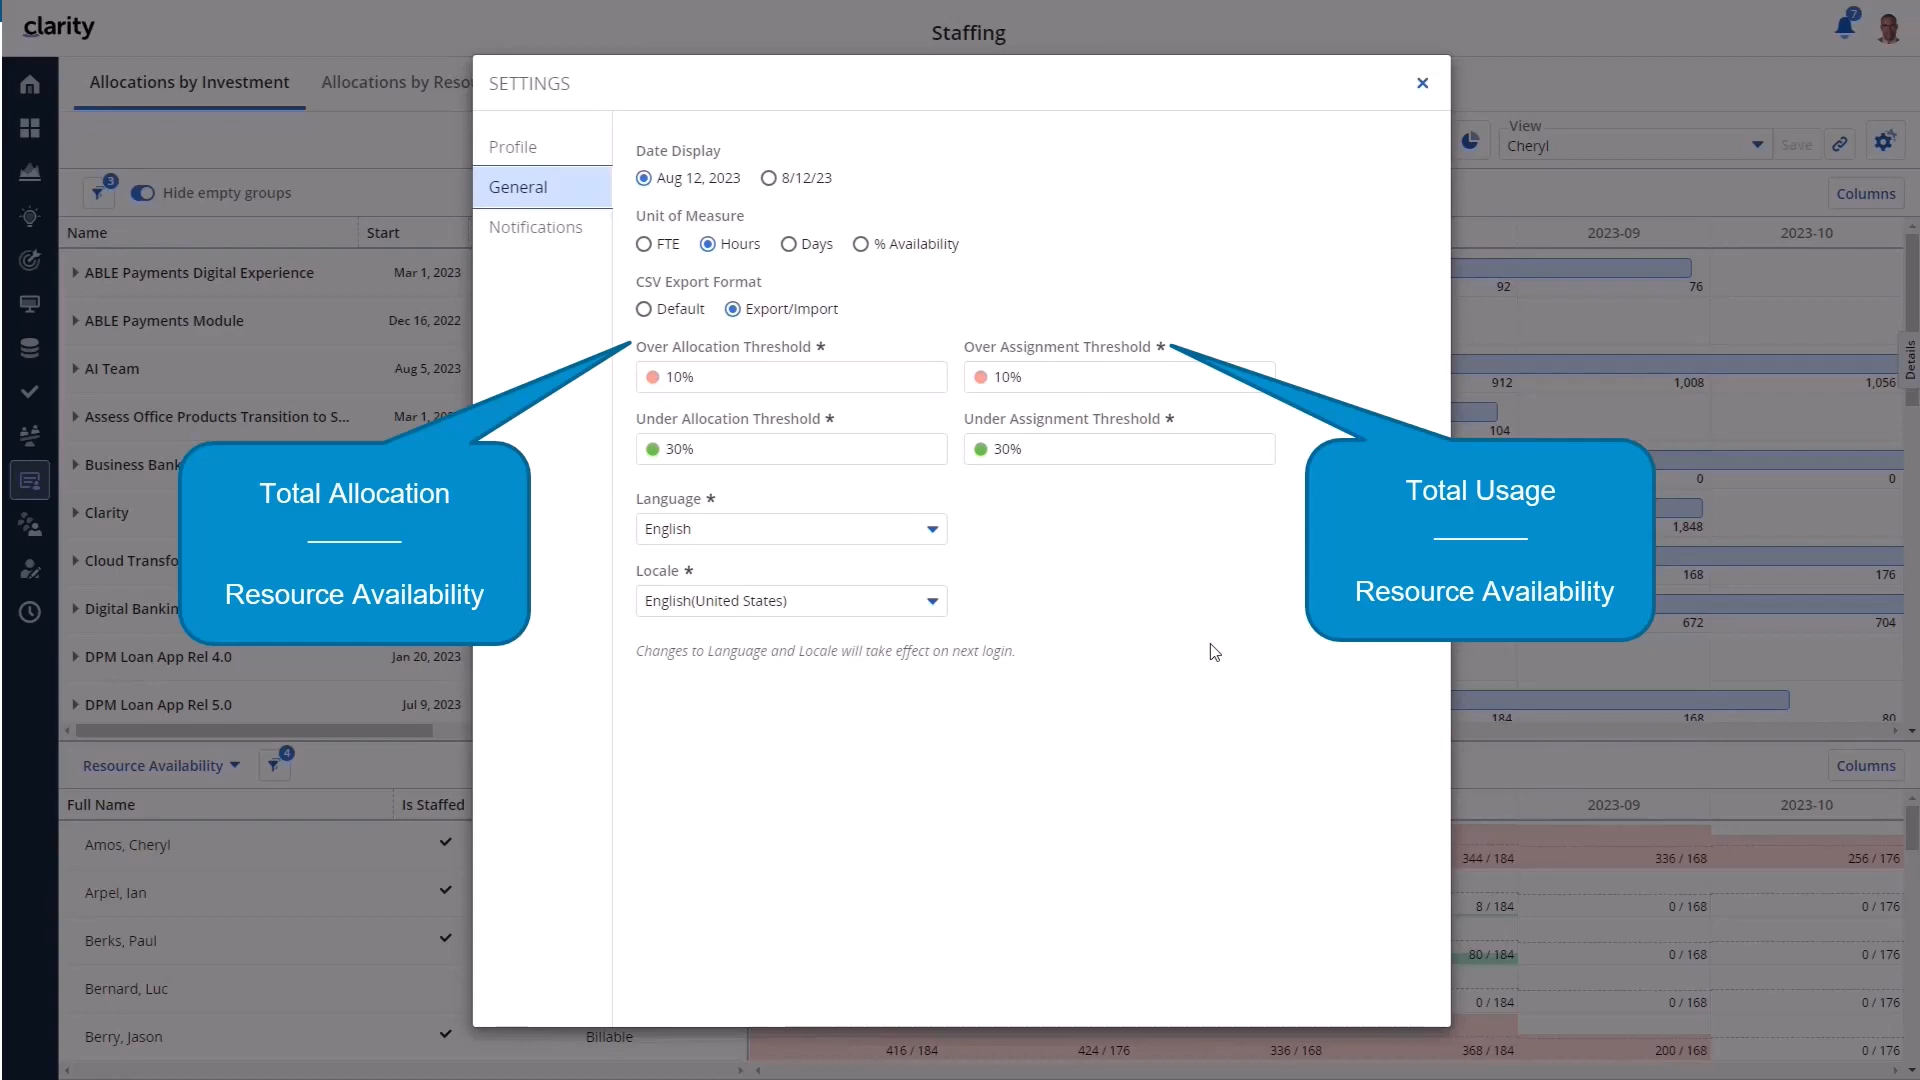 clarity
Staffing
7
Allocations by Investment
Allocations by Reso
SETTINGS
View
Cheryl
Save
3
Hide empty groups
Columns
Name
Start
2023-09
2023-10
ABLE Payments Digital Experience
Mar 1, 2023
92
76
ABLE Payments Module
Dec 16, 2022
AI Team
Aug 5, 2023
912
1,008
1,056
Assess Office Products Transition to S...
Mar 1, 20
104
Business Bank
0
0
Clarity
1,848
Cloud Transfo
168
176
Digital Bankin
672
704
DPM Loan App Rel 4.0
Jan 20, 2023
DPM Loan App Rel 5.0
Jul 9, 2023
184
168
80
Details
Profile
General
Notifications
Date Display
Aug 12, 2023
8/12/23
Unit of Measure
FTE
Hours
Days
% Availability
CSV Export Format
Default
Export/Import
Over Allocation Threshold *
Over Assignment Threshold *
10%
10%
Under Allocation Threshold *
Under Assignment Threshold *
30%
30%
Language *
English
Locale *
English(United States)
Changes to Language and Locale will take effect on next login.
Total Allocation
Resource Availability
Total Usage
Resource Availability
Resource Availability
4
Columns
Full Name
Is Staffed
2023-09
2023-10
Amos, Cheryl
344 / 184
336 / 168
256 / 176
Arpel, Ian
8 / 184
0 / 168
0 / 176
Berks, Paul
80 / 184
0 / 168
0 / 176
Bernard, Luc
0 / 184
0 / 168
0 / 176
Berry, Jason
Billable
416 / 184
424 / 176
336 / 168
368 / 184
200 / 168
0 / 176